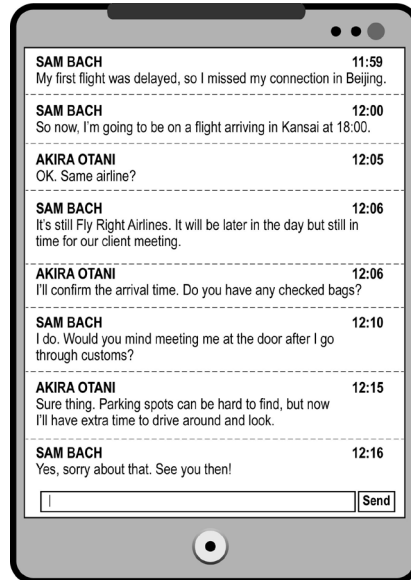 SAM BACH 11:59
My first flight was delayed, so I missed my connection in Beijing.
SAM BACH 12:00
So now, I'm going to be on a flight arriving in Kansai at 18:00.
AKIRA OTANI 12:05
OK. Same airline?
SAM BACH 12:06
It's still Fly Right Airlines. It will be later in the day but still in
time for our client meeting.
AKIRA OTANI 12:06
I'll confirm the arrival time. Do you have any checked bags?
SAM BACH 12:10
I do. Would you mind meeting me at the door after I go
through customs?
AKIRA OTANI 12:15
Sure thing. Parking spots can be hard to find, but now
I'll have extra time to drive around and look.
SAM BACH 12:16
Yes, sorry about that. See you then!
Send